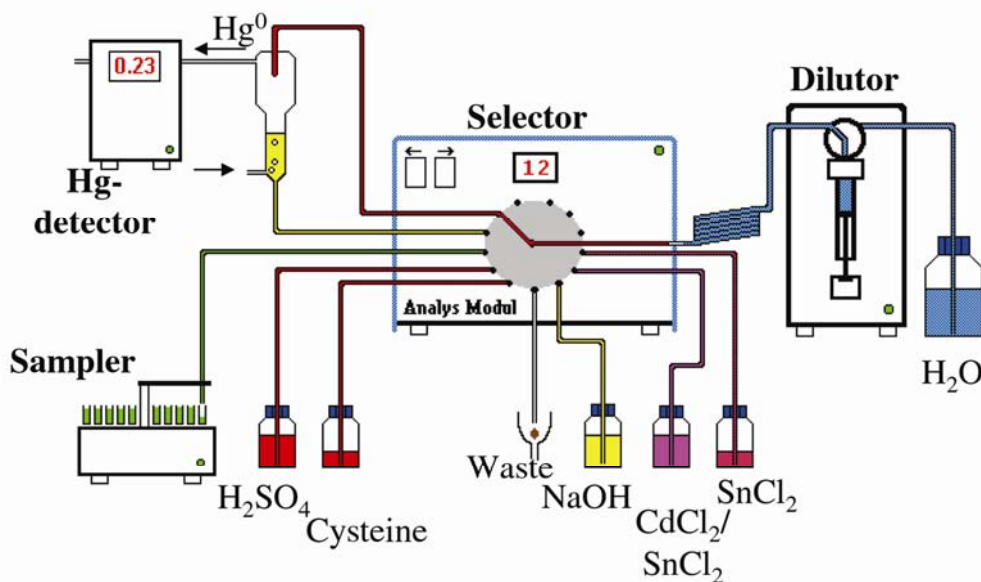 Hg⁰
0.23
Hg-
detector
Selector
12
Analys Modul
Dilutor
H₂O
Sampler
H₂SO₄
Cysteine
Waste
NaOH
CdCl₂/
SnCl₂
SnCl₂